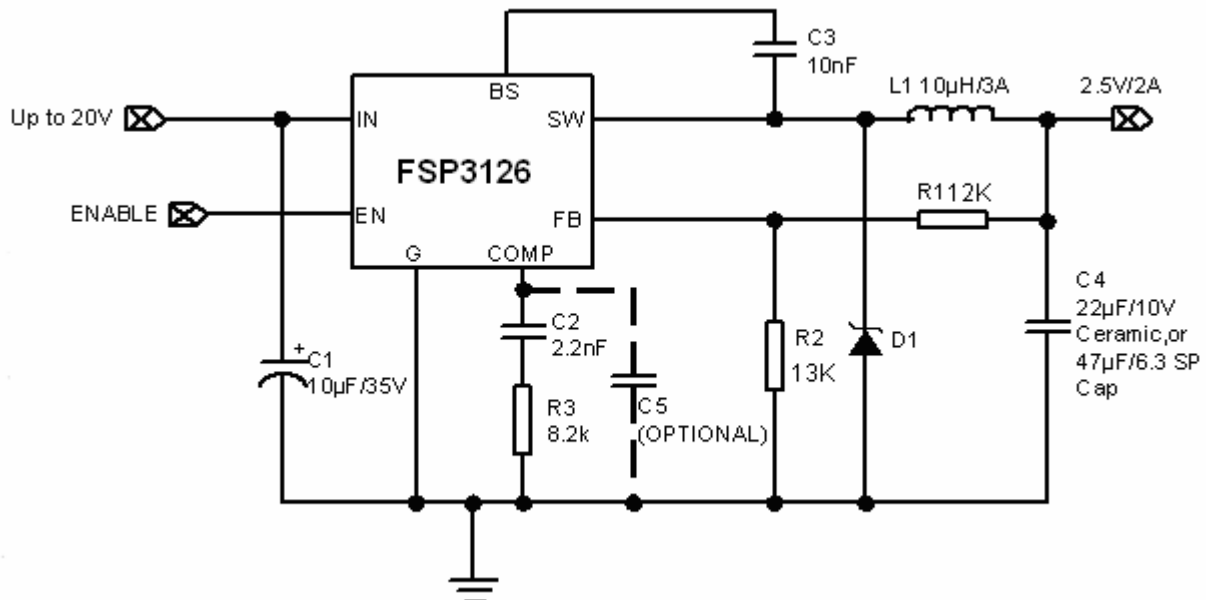 C3
10nF
L1 10µH/3A
2.5V/2A
BS
Up to 20V
IN
SW
FSP3126
R112K
ENABLE
EN
FB
G
COMP
C4
22µF/10V
Ceramic,or
47µF/6.3 SP
Cap
C2
2.2nF
R2
13K
D1
C1
+
10µF/35V
R3
8.2k
C5
(OPTIONAL)